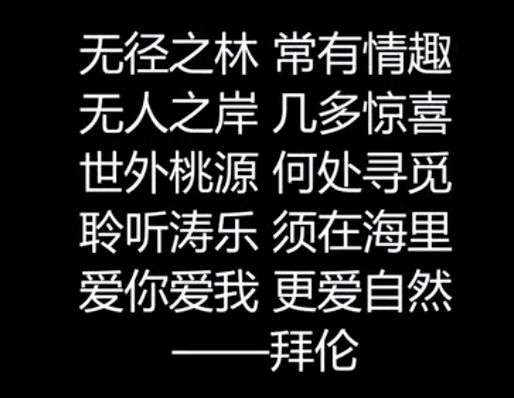 无径之林 常有情趣
无人之岸 几多惊喜
世外桃源 何处寻觅
聆听涛乐 须在海里
爱你爱我 更爱自然
——拜伦